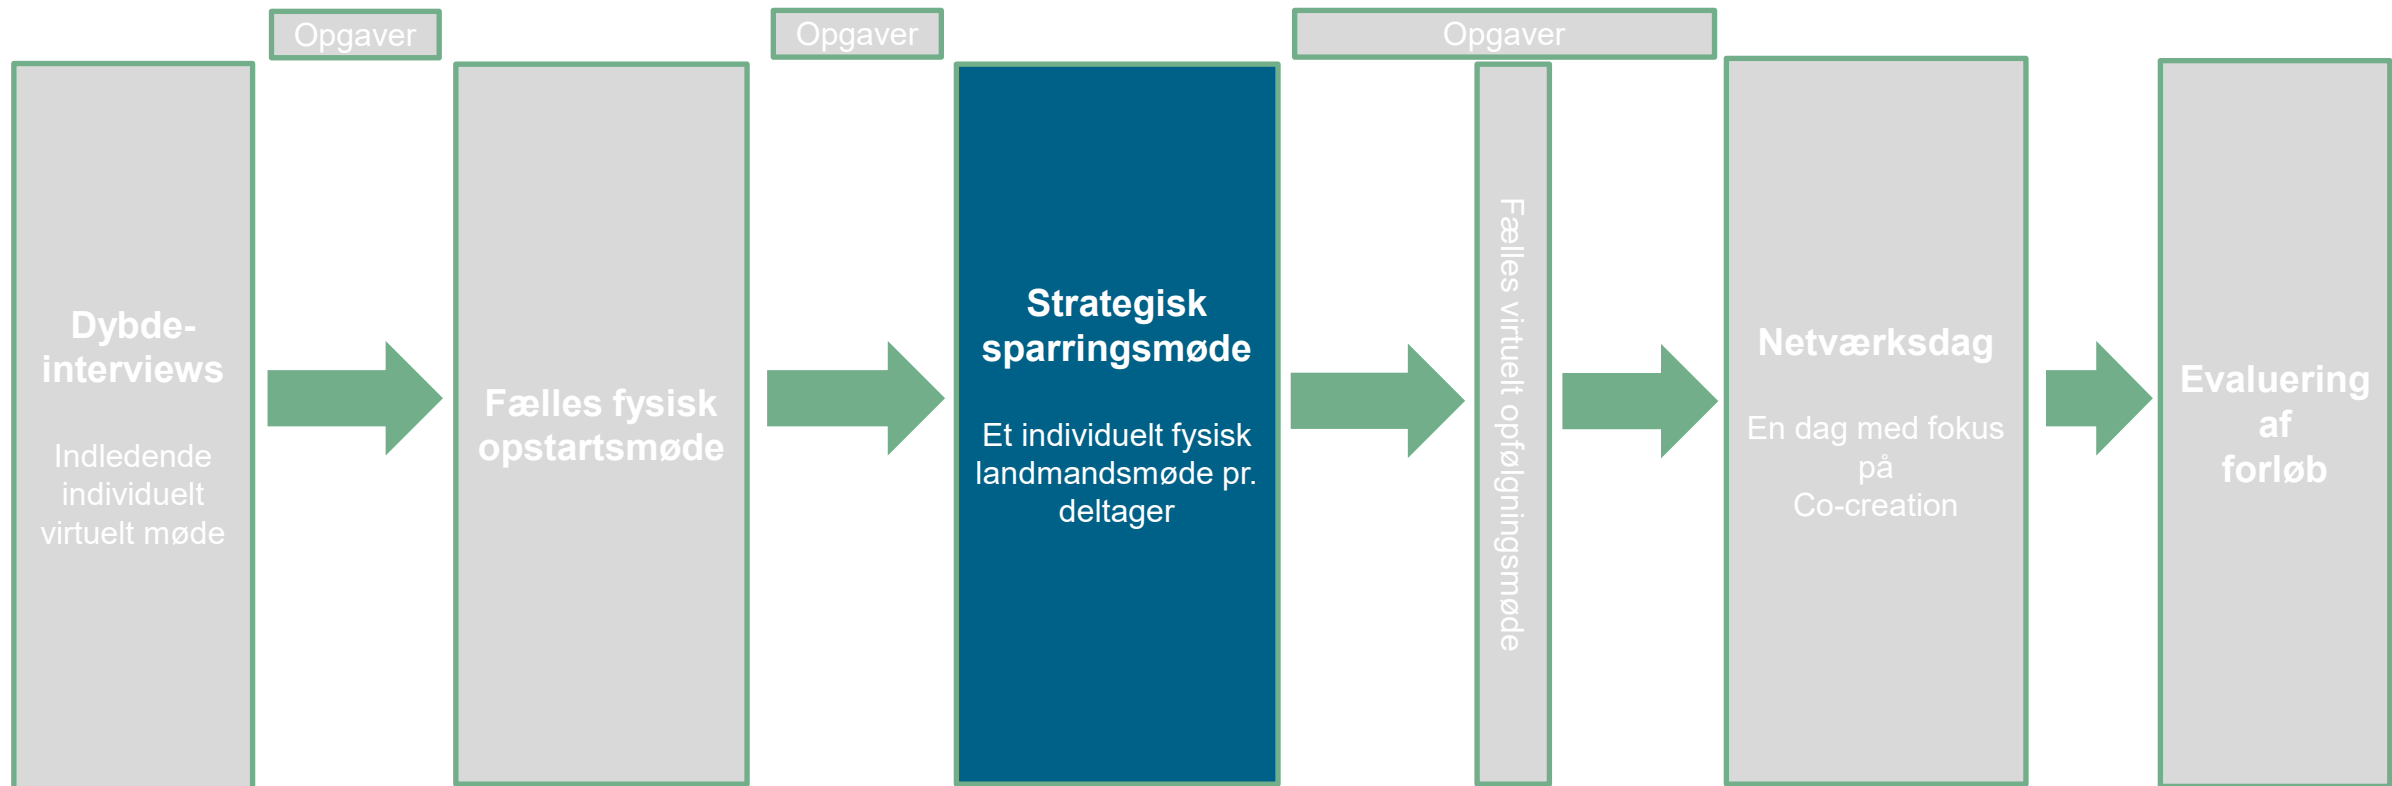 Opgaver
Opgaver
Opgaver
Dybde-
interviews
Indledende
individuelt
virtuelt møde
Fælles fysisk
opstartsmøde
Strategisk
sparringsmøde
Et individuelt fysisk
landmandsmøde pr.
deltager
Fælles virtuelt opfølgningsmøde
Netværksdag
En dag med fokus
på
Co-creation
Evaluering
af
forløb